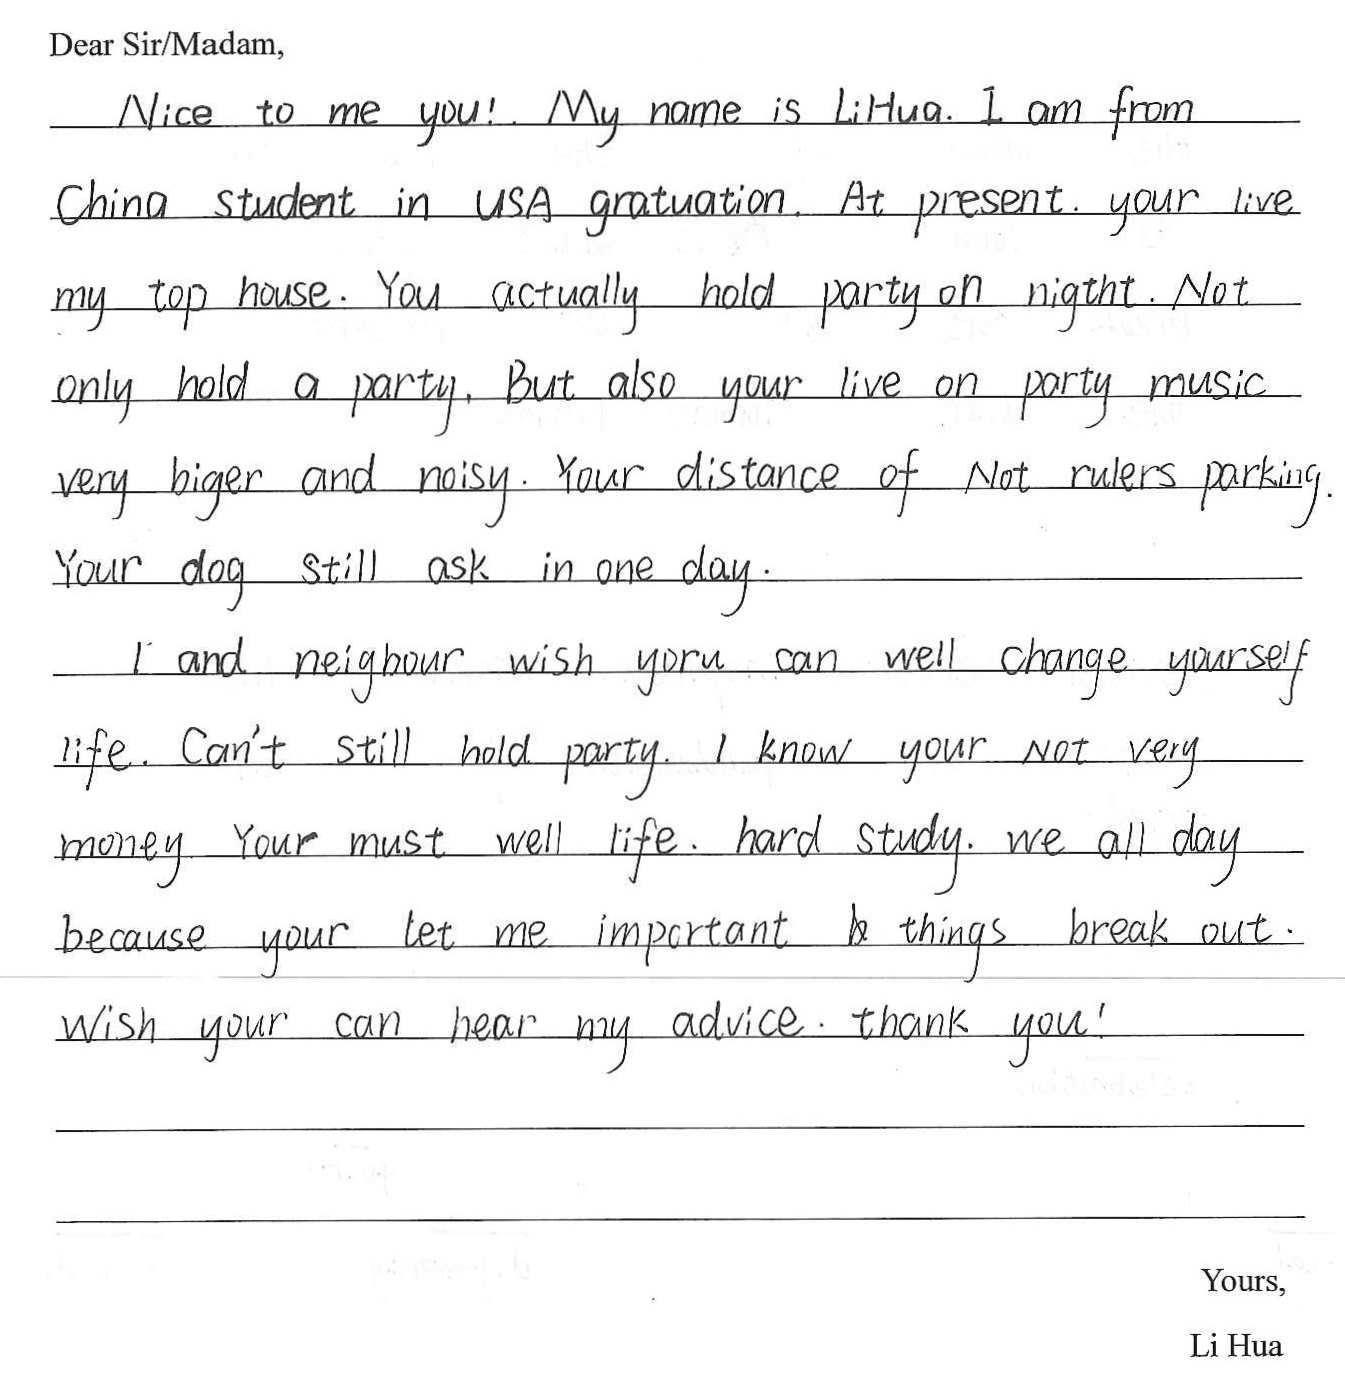 Dear Sir/Madam,
Nice to me you! My name is LiHua. I am from
China student in USA gratuation. At present. your live
my top house. You actually hold party on nigtht. Not
only hold a party. But also your live on party music
very biger and noisy. Your distance of Not rulers parking.
Your dog still ask in one day.
I and neighour wish yoru can well change yourself
life. Can't still hold party. I know your NOT very
money Your must well life. hard study. we all day
because your let me important things break out.
Wish your can hear my advice. thank you!
Yours,
Li Hua